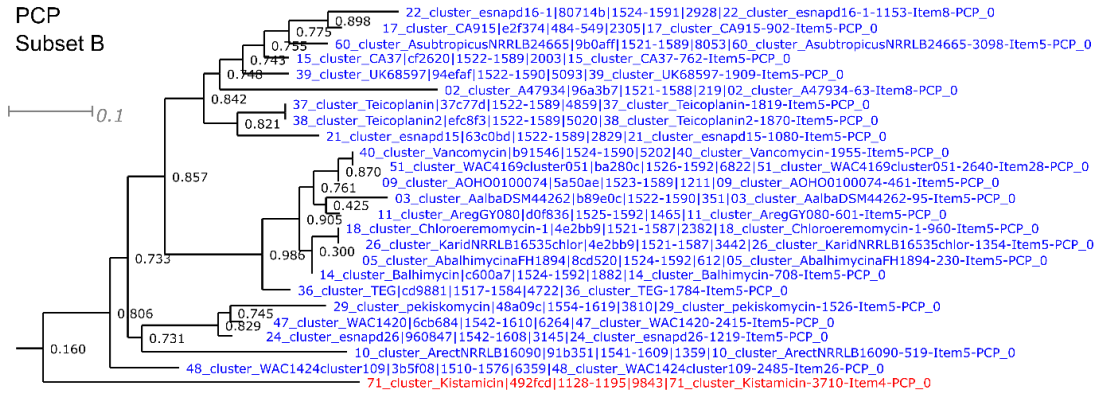 PCP
Subset B
0.1
22_cluster_esnapd16-1|80714b|1524-1591|2928|22_cluster_esnapd16-1-1153-Item8-PCP_0
0.898
17_cluster_CA915|e2f374|484-549|2305|17_cluster_CA915-902-Item5-PCP_0
0.775
60_cluster_AsubtropicusNRRLB24665|9b0aff|1521-1589|8053|60_cluster_AsubtropicusNRRLB24665-3098-Item5-PCP_0
0.755
15_cluster_CA37|cf2620|1522-1589|2003|15_cluster_CA37-762-Item5-PCP_0
0.743
39_cluster_UK68597|94efaf|1522-1590|5093|39_cluster_UK68597-1909-Item5-PCP_0
0.748
02_cluster_A47934|96a3b7|1521-1588|219|02_cluster_A47934-63-Item8-PCP_0
0.842
37_cluster_Teicoplanin|37c77d|1522-1589|4859|37_cluster_Teicoplanin-1819-Item5-PCP_0
38_cluster_Teicoplanin2|efc8f3|1522-1589|5020|38_cluster_Teicoplanin2-1870-Item5-PCP_0
0.821
21_cluster_esnapd15|63c0bd|1522-1589|2829|21_cluster_esnapd15-1080-Item5-PCP_0
40_cluster_Vancomycin|b91546|1524-1590|5202|40_cluster_Vancomycin-1955-Item5-PCP_0
0.870
51_cluster_WAC4169cluster051|ba280c|1526-1592|6822|51_cluster_WAC4169cluster051-2640-Item28-PCP_0
0.857
0.761
09_cluster_AOHO0100074|5a50ae|1523-1589|1211|09_cluster_AOHO0100074-461-Item5-PCP_0
03_cluster_AalbaDSM44262|b89e0c|1522-1590|351|03_cluster_AalbaDSM44262-95-Item5-PCP_0
0.425
11_cluster_AregGY080|d0f836|1525-1592|1465|11_cluster_AregGY080-601-Item5-PCP_0
0.905
18_cluster_Chloroeremomycin-1|4e2bb9|1521-1587|2382|18_cluster_Chloroeremomycin-1-960-Item5-PCP_0
26_cluster_KaridNRRLB16535chlor|4e2bb9|1521-1587|3442|26_cluster_KaridNRRLB16535chlor-1354-Item5-PCP_0
0.300
0.986
0.733
05_cluster_AbalhimycinaFH1894|8cd520|1524-1592|612|05_cluster_AbalhimycinaFH1894-230-Item5-PCP_0
14_cluster_Balhimycin|c600a7|1524-1592|1882|14_cluster_Balhimycin-708-Item5-PCP_0
36_cluster_TEG|cd9881|1517-1584|4722|36_cluster_TEG-1784-Item5-PCP_0
29_cluster_pekiskomycin|48a09c|1554-1619|3810|29_cluster_pekiskomycin-1526-Item5-PCP_0
0.806
0.745
47_cluster_WAC1420|6cb684|1542-1610|6264|47_cluster_WAC1420-2415-Item5-PCP_0
0.829
24_cluster_esnapd26|960847|1542-1608|3145|24_cluster_esnapd26-1219-Item5-PCP_0
0.731
10_cluster_ArectNRRLB16090|91b351|1541-1609|1359|10_cluster_ArectNRRLB16090-519-Item5-PCP_0
0.160
48_cluster_WAC1424cluster109|3b5f08|1510-1576|6359|48_cluster_WAC1424cluster109-2485-Item26-PCP_0
71_cluster_Kistamicin|492fcd|1128-1195|9843|71_cluster_Kistamicin-3710-Item4-PCP_0